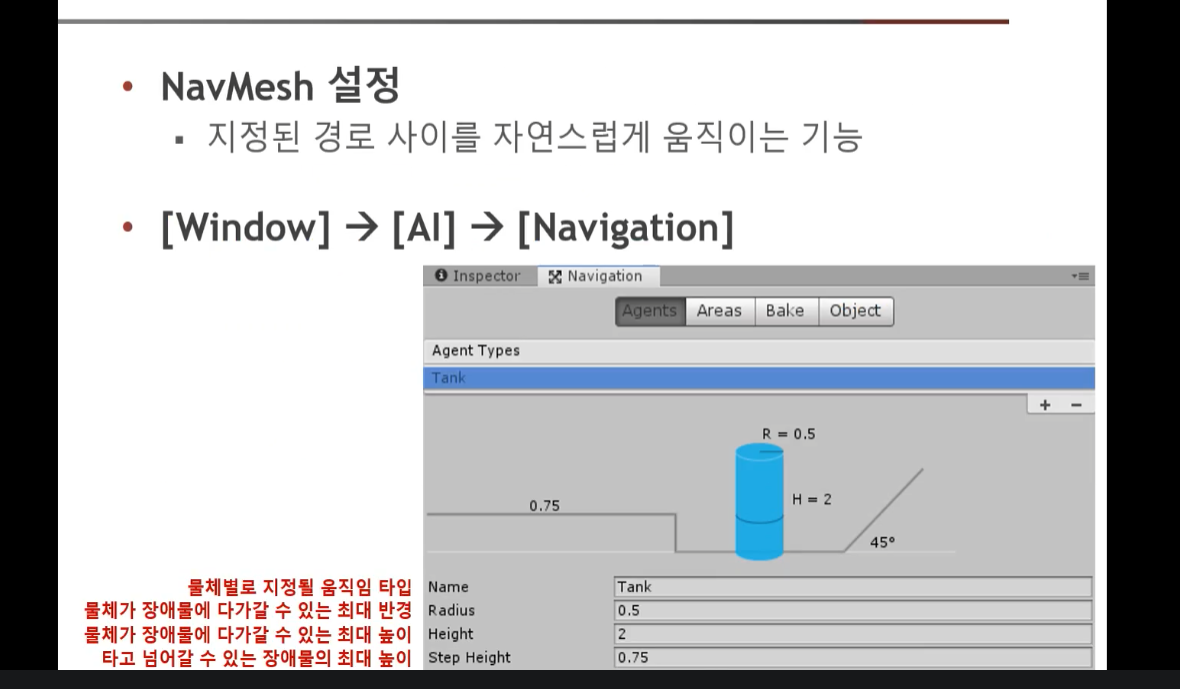 • NavMesh 설정
▪ 지정된 경로 사이를 자연스럽게 움직이는 기능
• [Window] → [AI] → [Navigation]
Inspector Navigation
Agents Areas Bake Object
Agent Types
Tank
+ −
R = 0.5
0.75
H = 2
45°
물체별로 지정될 움직임 타입 Name Tank
물체가 장애물에 다가갈 수 있는 최대 반경 Radius 0.5
물체가 장애물에 다가갈 수 있는 최대 높이 Height 2
타고 넘어갈 수 있는 장애물의 최대 높이 Step Height 0.75